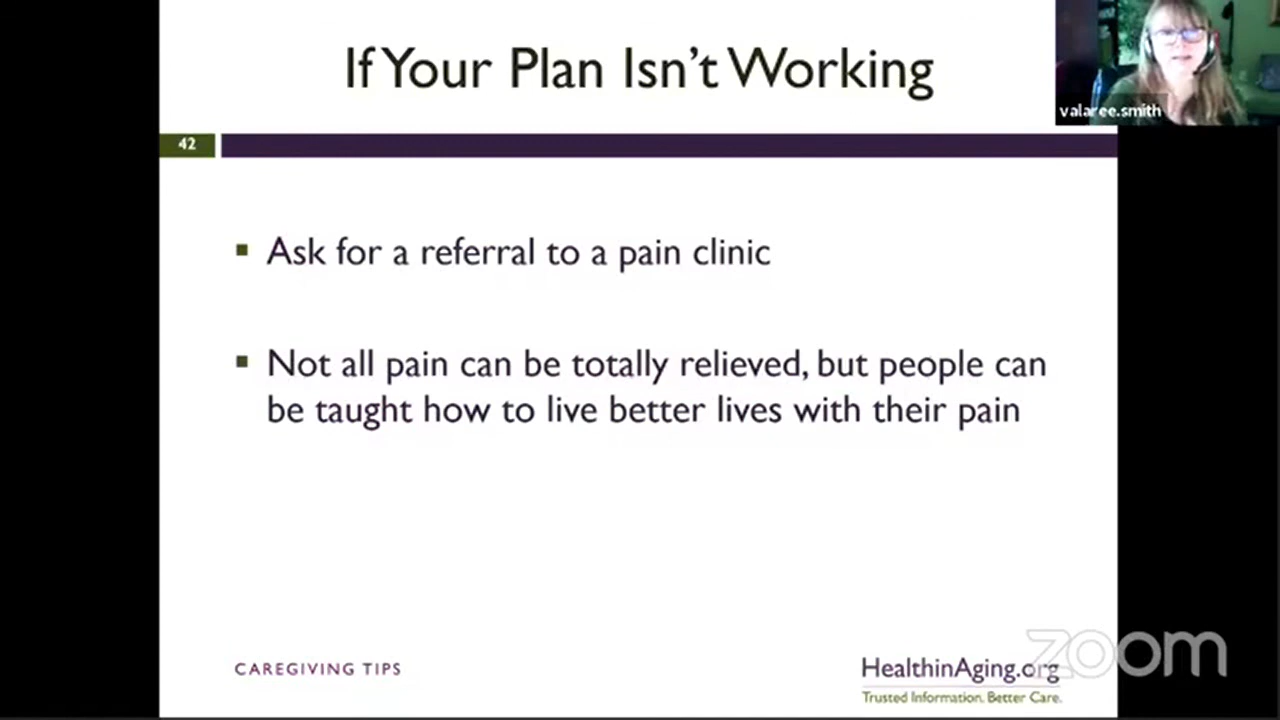 If Your Plan Isn't Working
valaree.smith
42
▪ Ask for a referral to a pain clinic
▪ Not all pain can be totally relieved, but people can
be taught how to live better lives with their pain
CAREGIVING TIPS
HealthinAging.org
Trusted Information. Better Care.
zoom